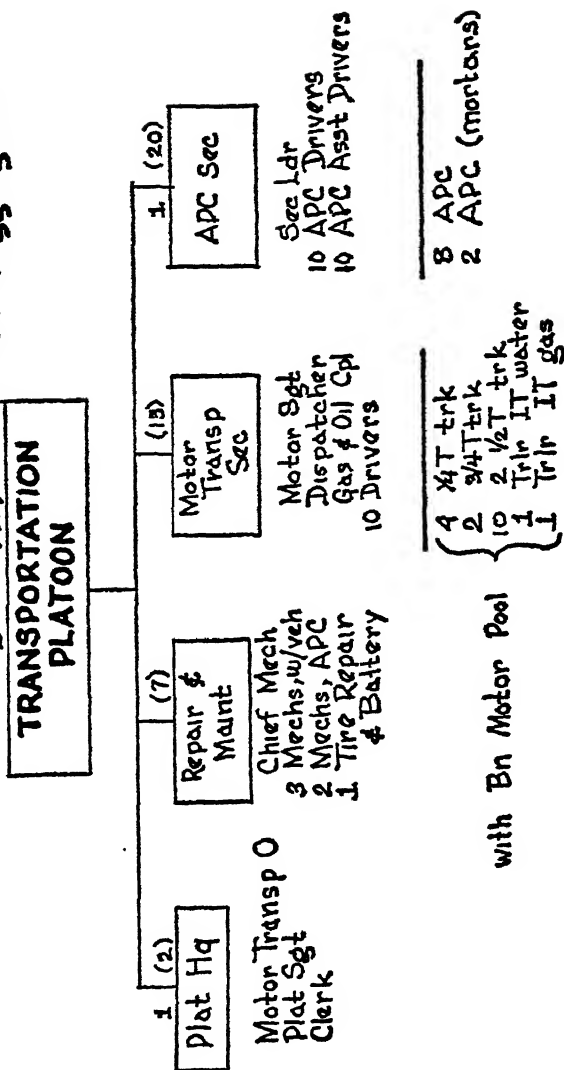 TRANSPORTATION
PLATOON
1 (2)
Plat Hq
Motor Transp O
Plat Sgt
Clerk
(7)
Repair &
Maint
Chief Mech
3 Mechs, w/veh
2 Mechs, APC
1 Tire Repair
& Battery
(13)
Motor
Transp
Sec
Motor Sgt
Dispatcher
Gas & Oil Cpl
10 Drivers
with Bn Motor Pool
4 ¼T trk
2 3/4T trk
10 2 1/2T trk
1 Trlr 1T water
1 Trlr 1T gas
1 (20)
APC Sec
Sec Ldr
10 APC Drivers
10 APC Asst Drivers
8 APC
2 APC (mortars)